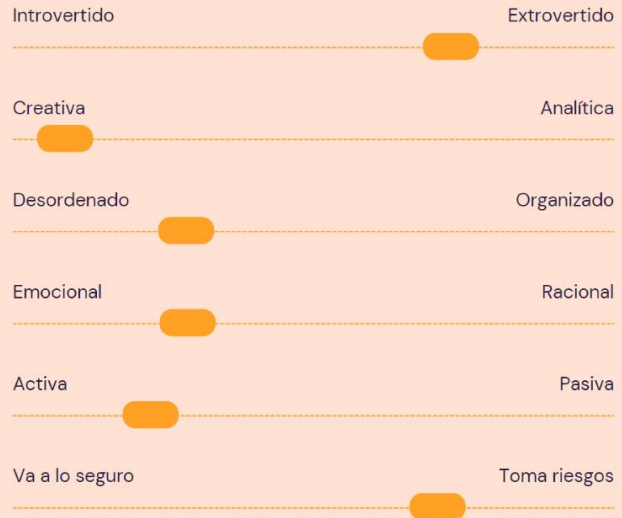 Introvertido Extrovertido
Creativa Analítica
Desordenado Organizado
Emocional Racional
Activa Pasiva
Va a lo seguro Toma riesgos